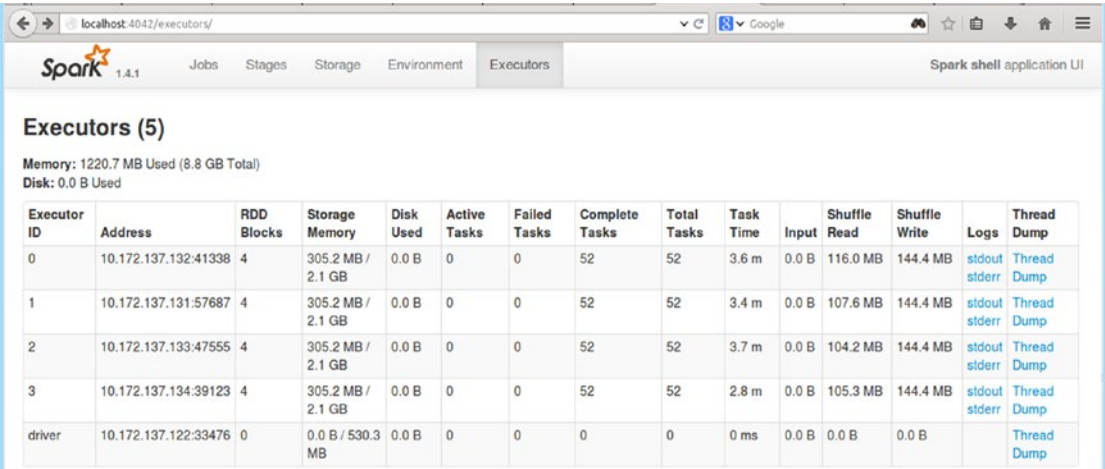 localhost:4042/executors/
Google
Spark 1.4.1 Jobs Stages Storage Environment Executors Spark shell application UI
Executors (5)
Memory: 1220.7 MB Used (8.8 GB Total)
Disk: 0.0 B Used
Executor ID Address RDD Blocks Storage Memory Disk Used Active Tasks Failed Tasks Complete Tasks Total Tasks Task Time Input Shuffle Read Shuffle Write Logs Thread Dump
0 10.172.137.132:41338 4 305.2 MB / 0.0 B 0 0 52 52 3.6 m 0.0 B 116.0 MB 144.4 MB stdout Thread
2.1 GB stderr Dump
1 10.172.137.131:57687 4 305.2 MB / 0.0 B 0 0 52 52 3.4 m 0.0 B 107.6 MB 144.4 MB stdout Thread
2.1 GB stderr Dump
2 10.172.137.133:47555 4 305.2 MB / 0.0 B 0 0 52 52 3.7 m 0.0 B 104.2 MB 144.4 MB stdout Thread
2.1 GB stderr Dump
3 10.172.137.134:39123 4 305.2 MB / 0.0 B 0 0 52 52 2.8 m 0.0 B 105.3 MB 144.4 MB stdout Thread
2.1 GB stderr Dump
driver 10.172.137.122:33476 0 0.0 B / 530.3 0.0 B 0 0 0 0 0 ms 0.0 B 0.0 B 0.0 B Thread
MB Dump